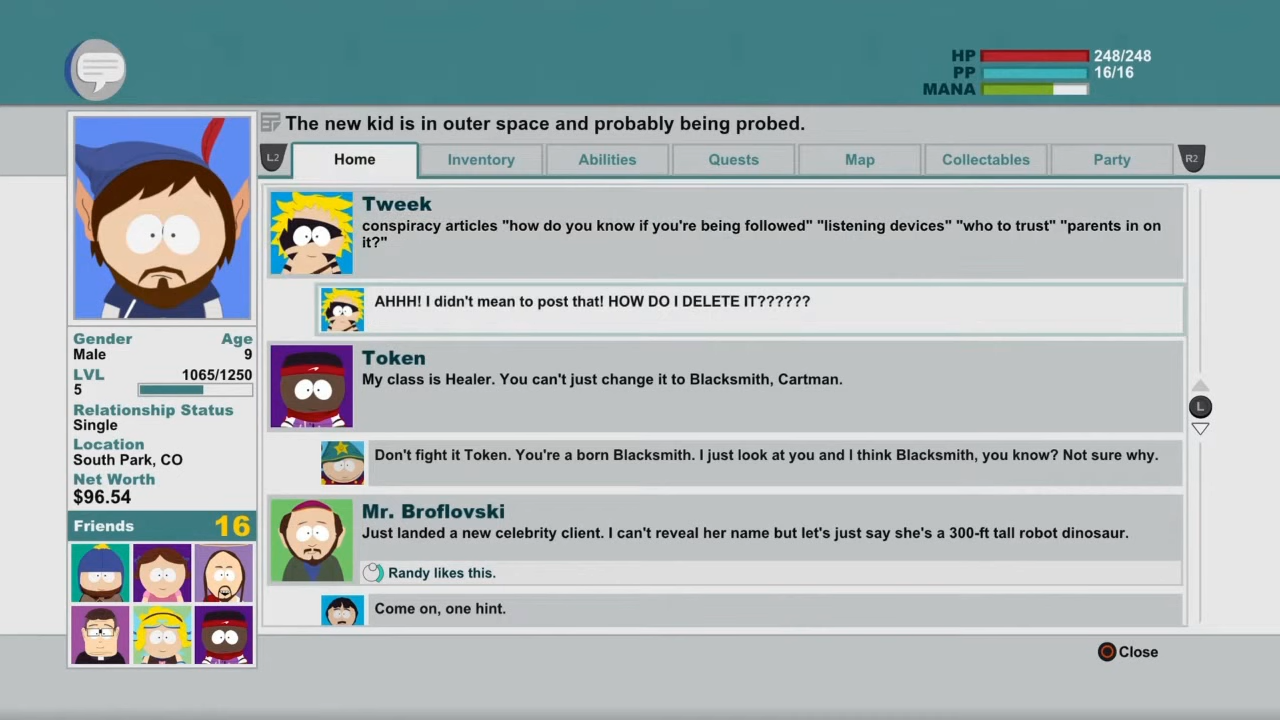 HP 248/248
PP 16/16
MANA
The new kid is in outer space and probably being probed.
L2 Home Inventory Abilities Quests Map Collectables Party R2
Gender Age
Male 9
LVL 1065/1250
5
Relationship Status
Single
Location
South Park, CO
Net Worth
$96.54
Friends 16
Tweek
conspiracy articles "how do you know if you're being followed" "listening devices" "who to trust" "parents in on
it?"
AHHH! I didn't mean to post that! HOW DO I DELETE IT??????
Token
My class is Healer. You can't just change it to Blacksmith, Cartman.
Don't fight it Token. You're a born Blacksmith. I just look at you and I think Blacksmith, you know? Not sure why.
Mr. Broflovski
Just landed a new celebrity client. I can't reveal her name but let's just say she's a 300-ft tall robot dinosaur.
Randy likes this.
Come on, one hint.
L
Close